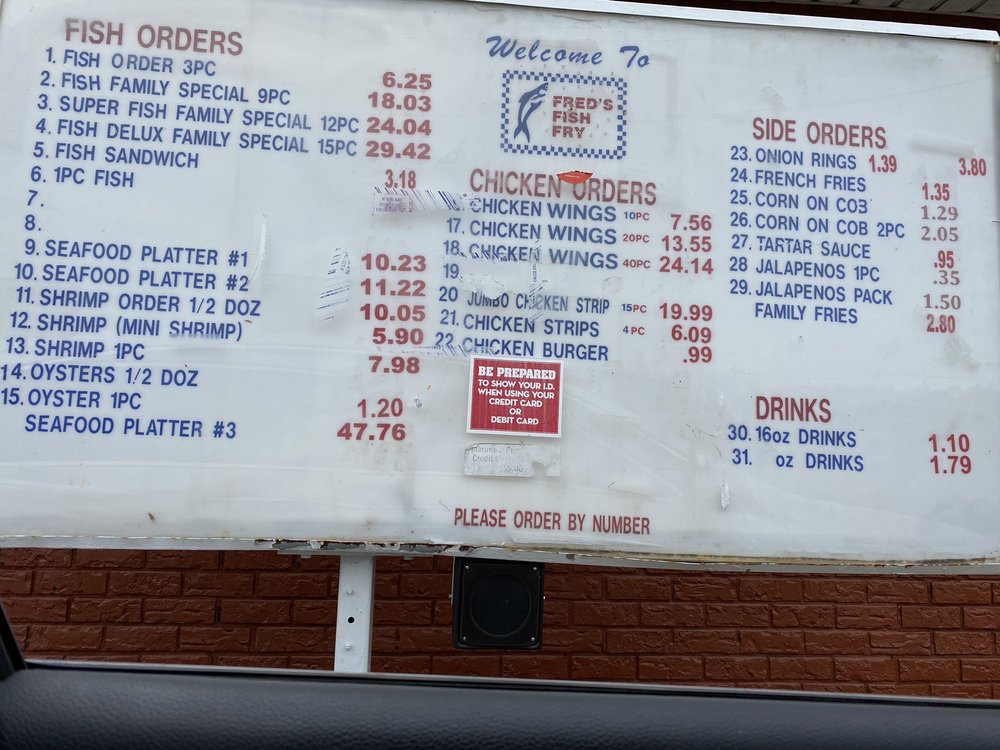 FISH ORDERS
1. FISH ORDER 3PC 6.25
2. FISH FAMILY SPECIAL 9PC 18.03
3. SUPER FISH FAMILY SPECIAL 12PC 24.04
4. FISH DELUX FAMILY SPECIAL 15PC 29.42
5. FISH SANDWICH 3.18
6. 1PC FISH
7.
8.
9. SEAFOOD PLATTER #1 10.23
10. SEAFOOD PLATTER #2 11.22
11. SHRIMP ORDER 1/2 DOZ 10.05
12. SHRIMP (MINI SHRIMP) 5.90
13. SHRIMP 1PC
14. OYSTERS 1/2 DOZ 7.98
15. OYSTER 1PC 1.20
SEAFOOD PLATTER #3 47.76
Welcome To
FRED'S
FISH
FRY
CHICKEN ORDERS
CHICKEN WINGS 10PC 7.56
17. CHICKEN WINGS 20PC 13.55
18. CHICKEN WINGS 40PC 24.14
19.
20 JUMBO CHICKEN STRIP 15PC 19.99
21. CHICKEN STRIPS 4PC 6.09
22 CHICKEN BURGER .99
BE PREPARED
TO SHOW YOUR I.D.
WHEN USING YOUR
CREDIT CARD
OR
DEBIT CARD
PLEASE ORDER BY NUMBER
SIDE ORDERS
23. ONION RINGS 1.39 3.80
24. FRENCH FRIES 1.35
25. CORN ON COB 1.29
26. CORN ON COB 2PC 2.05
27. TARTAR SAUCE .95
28 JALAPENOS 1PC .35
29. JALAPENOS PACK 1.50
FAMILY FRIES 2.80
DRINKS
30. 16oz DRINKS 1.10
31. oz DRINKS 1.79